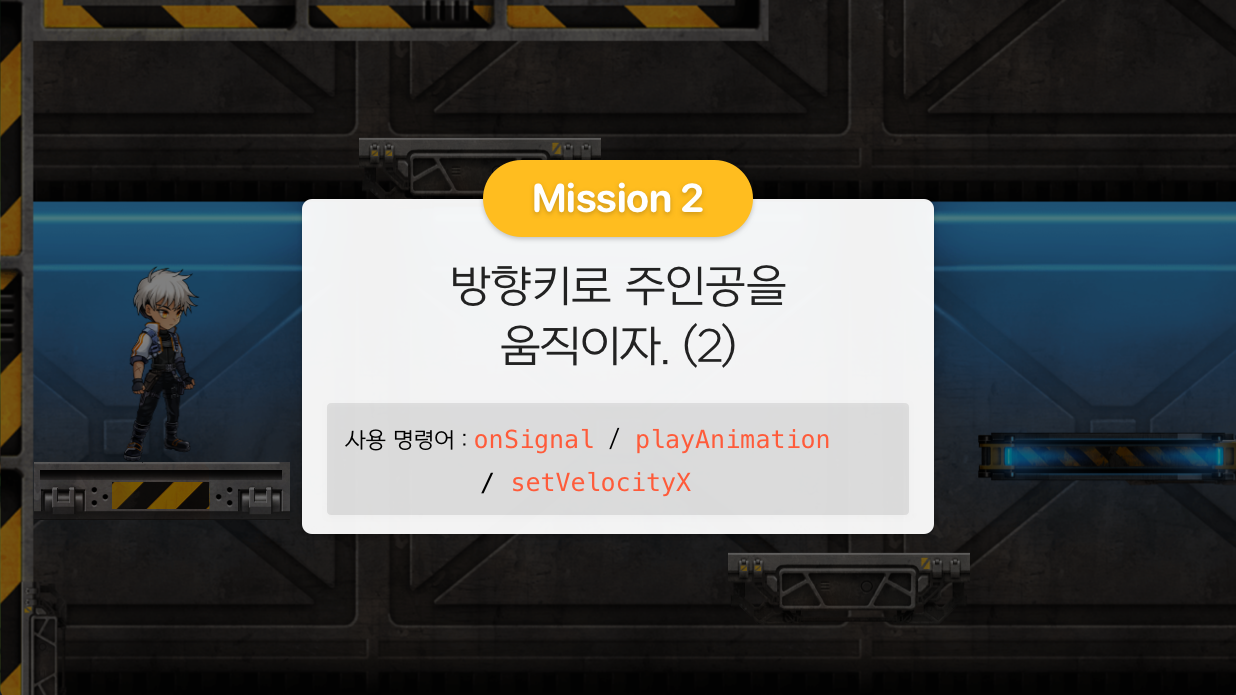 Mission 2
방향키로 주인공을
움직이자. (2)
사용 명령어 : onSignal / playAnimation
/ setVelocityX